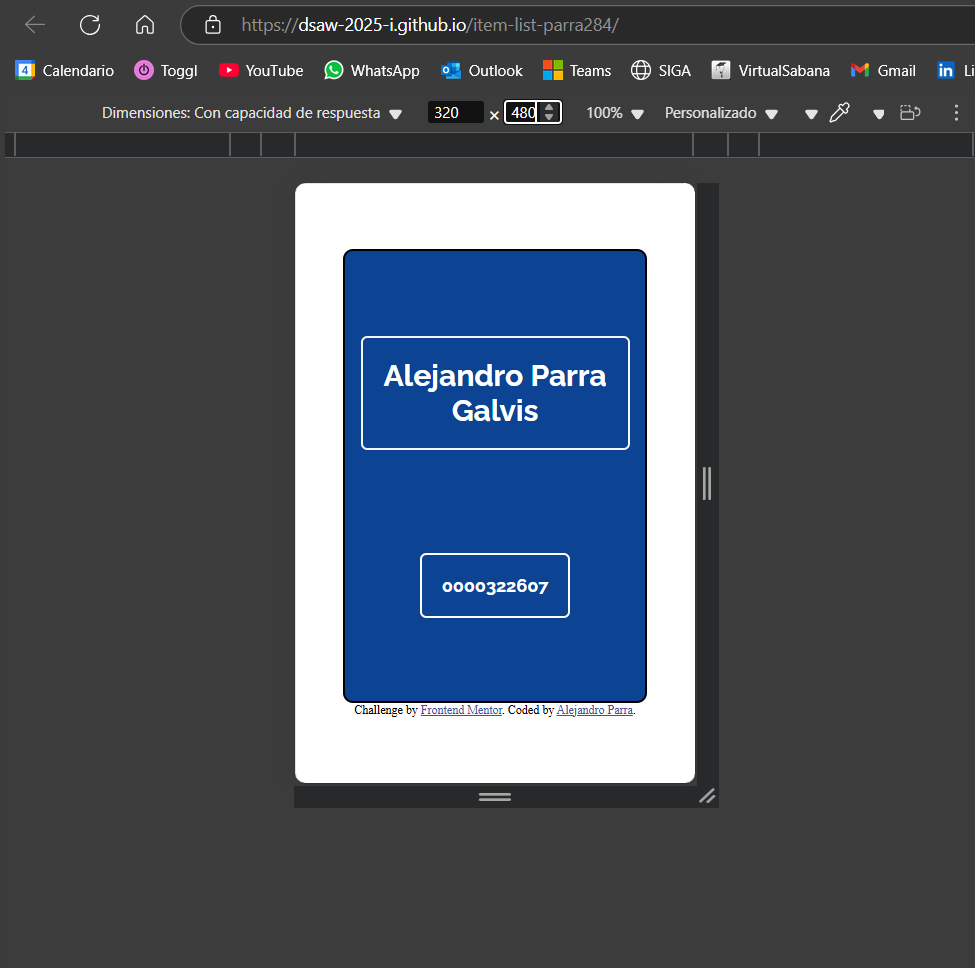 https://dsaw-2025-i.github.io/item-list-parra284/
4 Calendario Toggl YouTube WhatsApp Outlook Teams SIGA VirtualSabana Gmail in Li
Dimensiones: Con capacidad de respuesta 320 × 480 100% Personalizado
Alejandro Parra
Galvis
0000322607
Challenge by Frontend Mentor. Coded by Alejandro Parra.